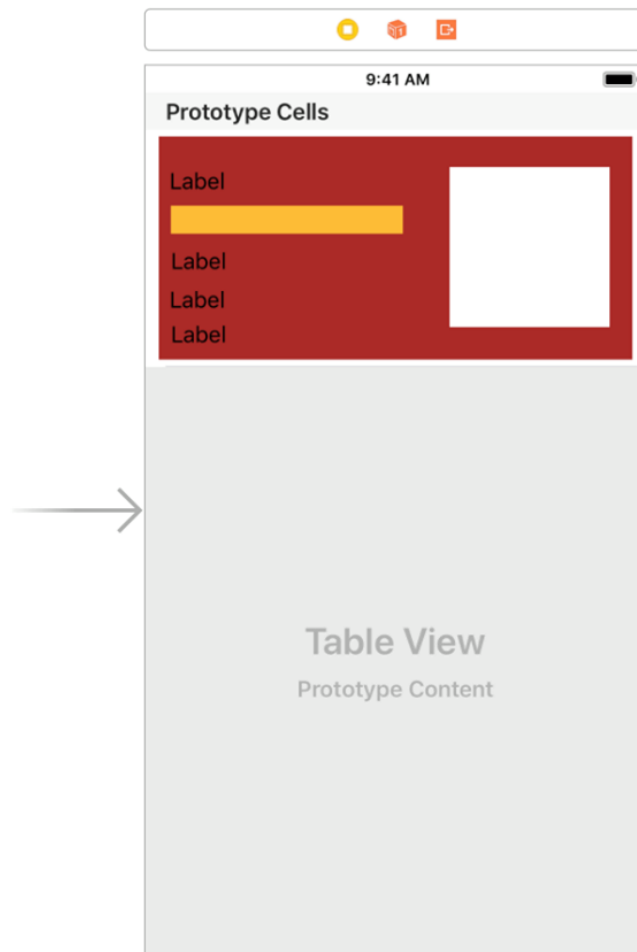 9:41 AM
Prototype Cells
Label
Label
Label
Label
Table View
Prototype Content